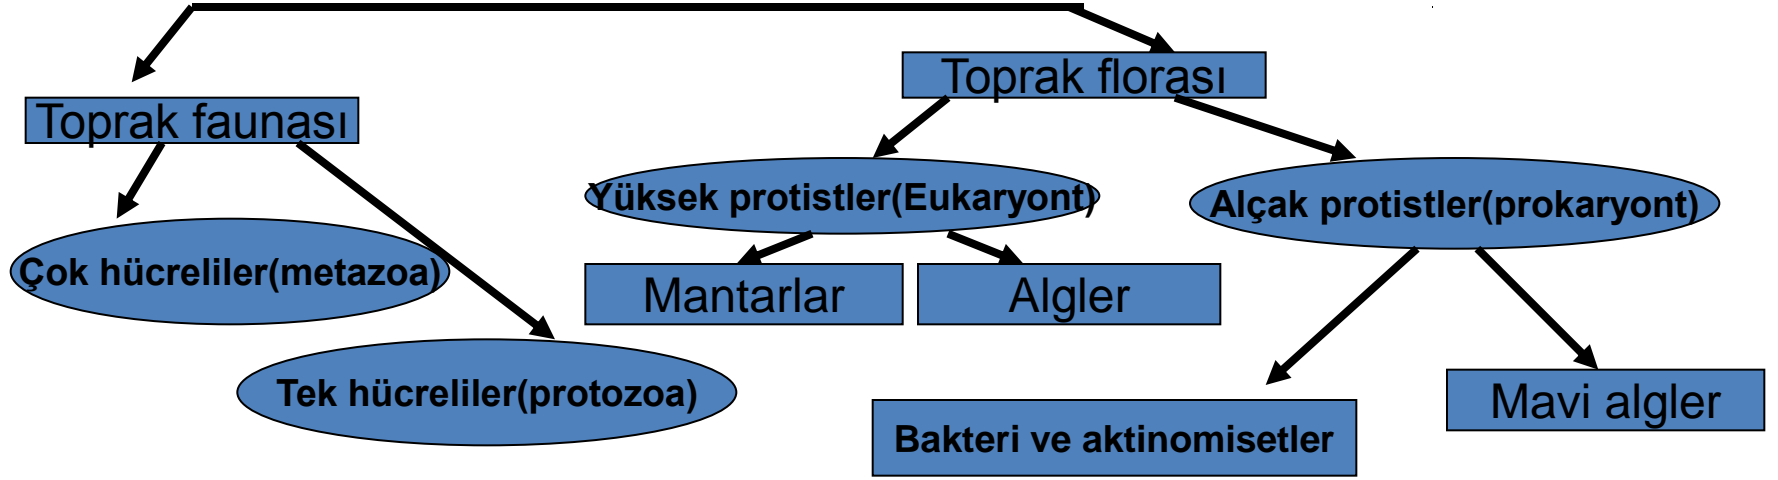 Toprak florası
Toprak faunası
Yüksek protistler(Eukaryont)
Alçak protistler(prokaryont)
Çok hücreliler(metazoa)
Mantarlar
Algler
Tek hücreliler(protozoa)
Mavi algler
Bakteri ve aktinomisetler